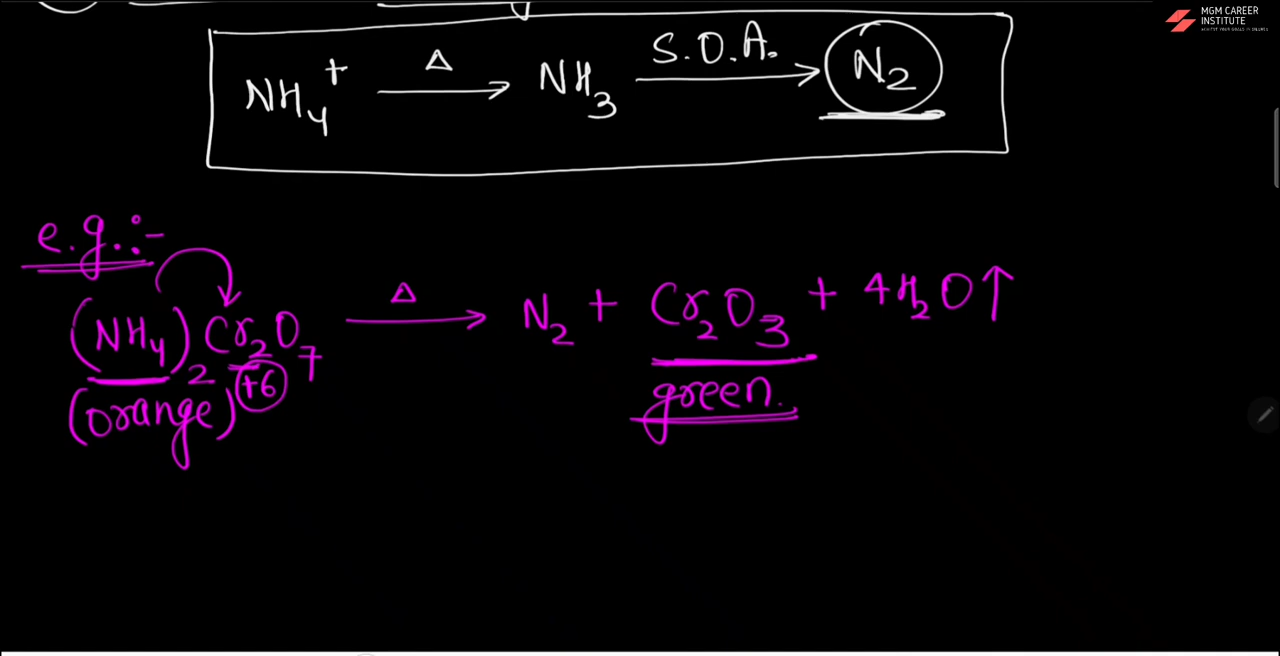 MGM CAREER
INSTITUTE
NH₄⁺ —Δ→ NH₃ —S.O.A.→ N₂
e.g.:-
(NH₄)₂Cr₂O₇ —Δ→ N₂ + Cr₂O₃ + 4H₂O↑
(orange) +6 green.